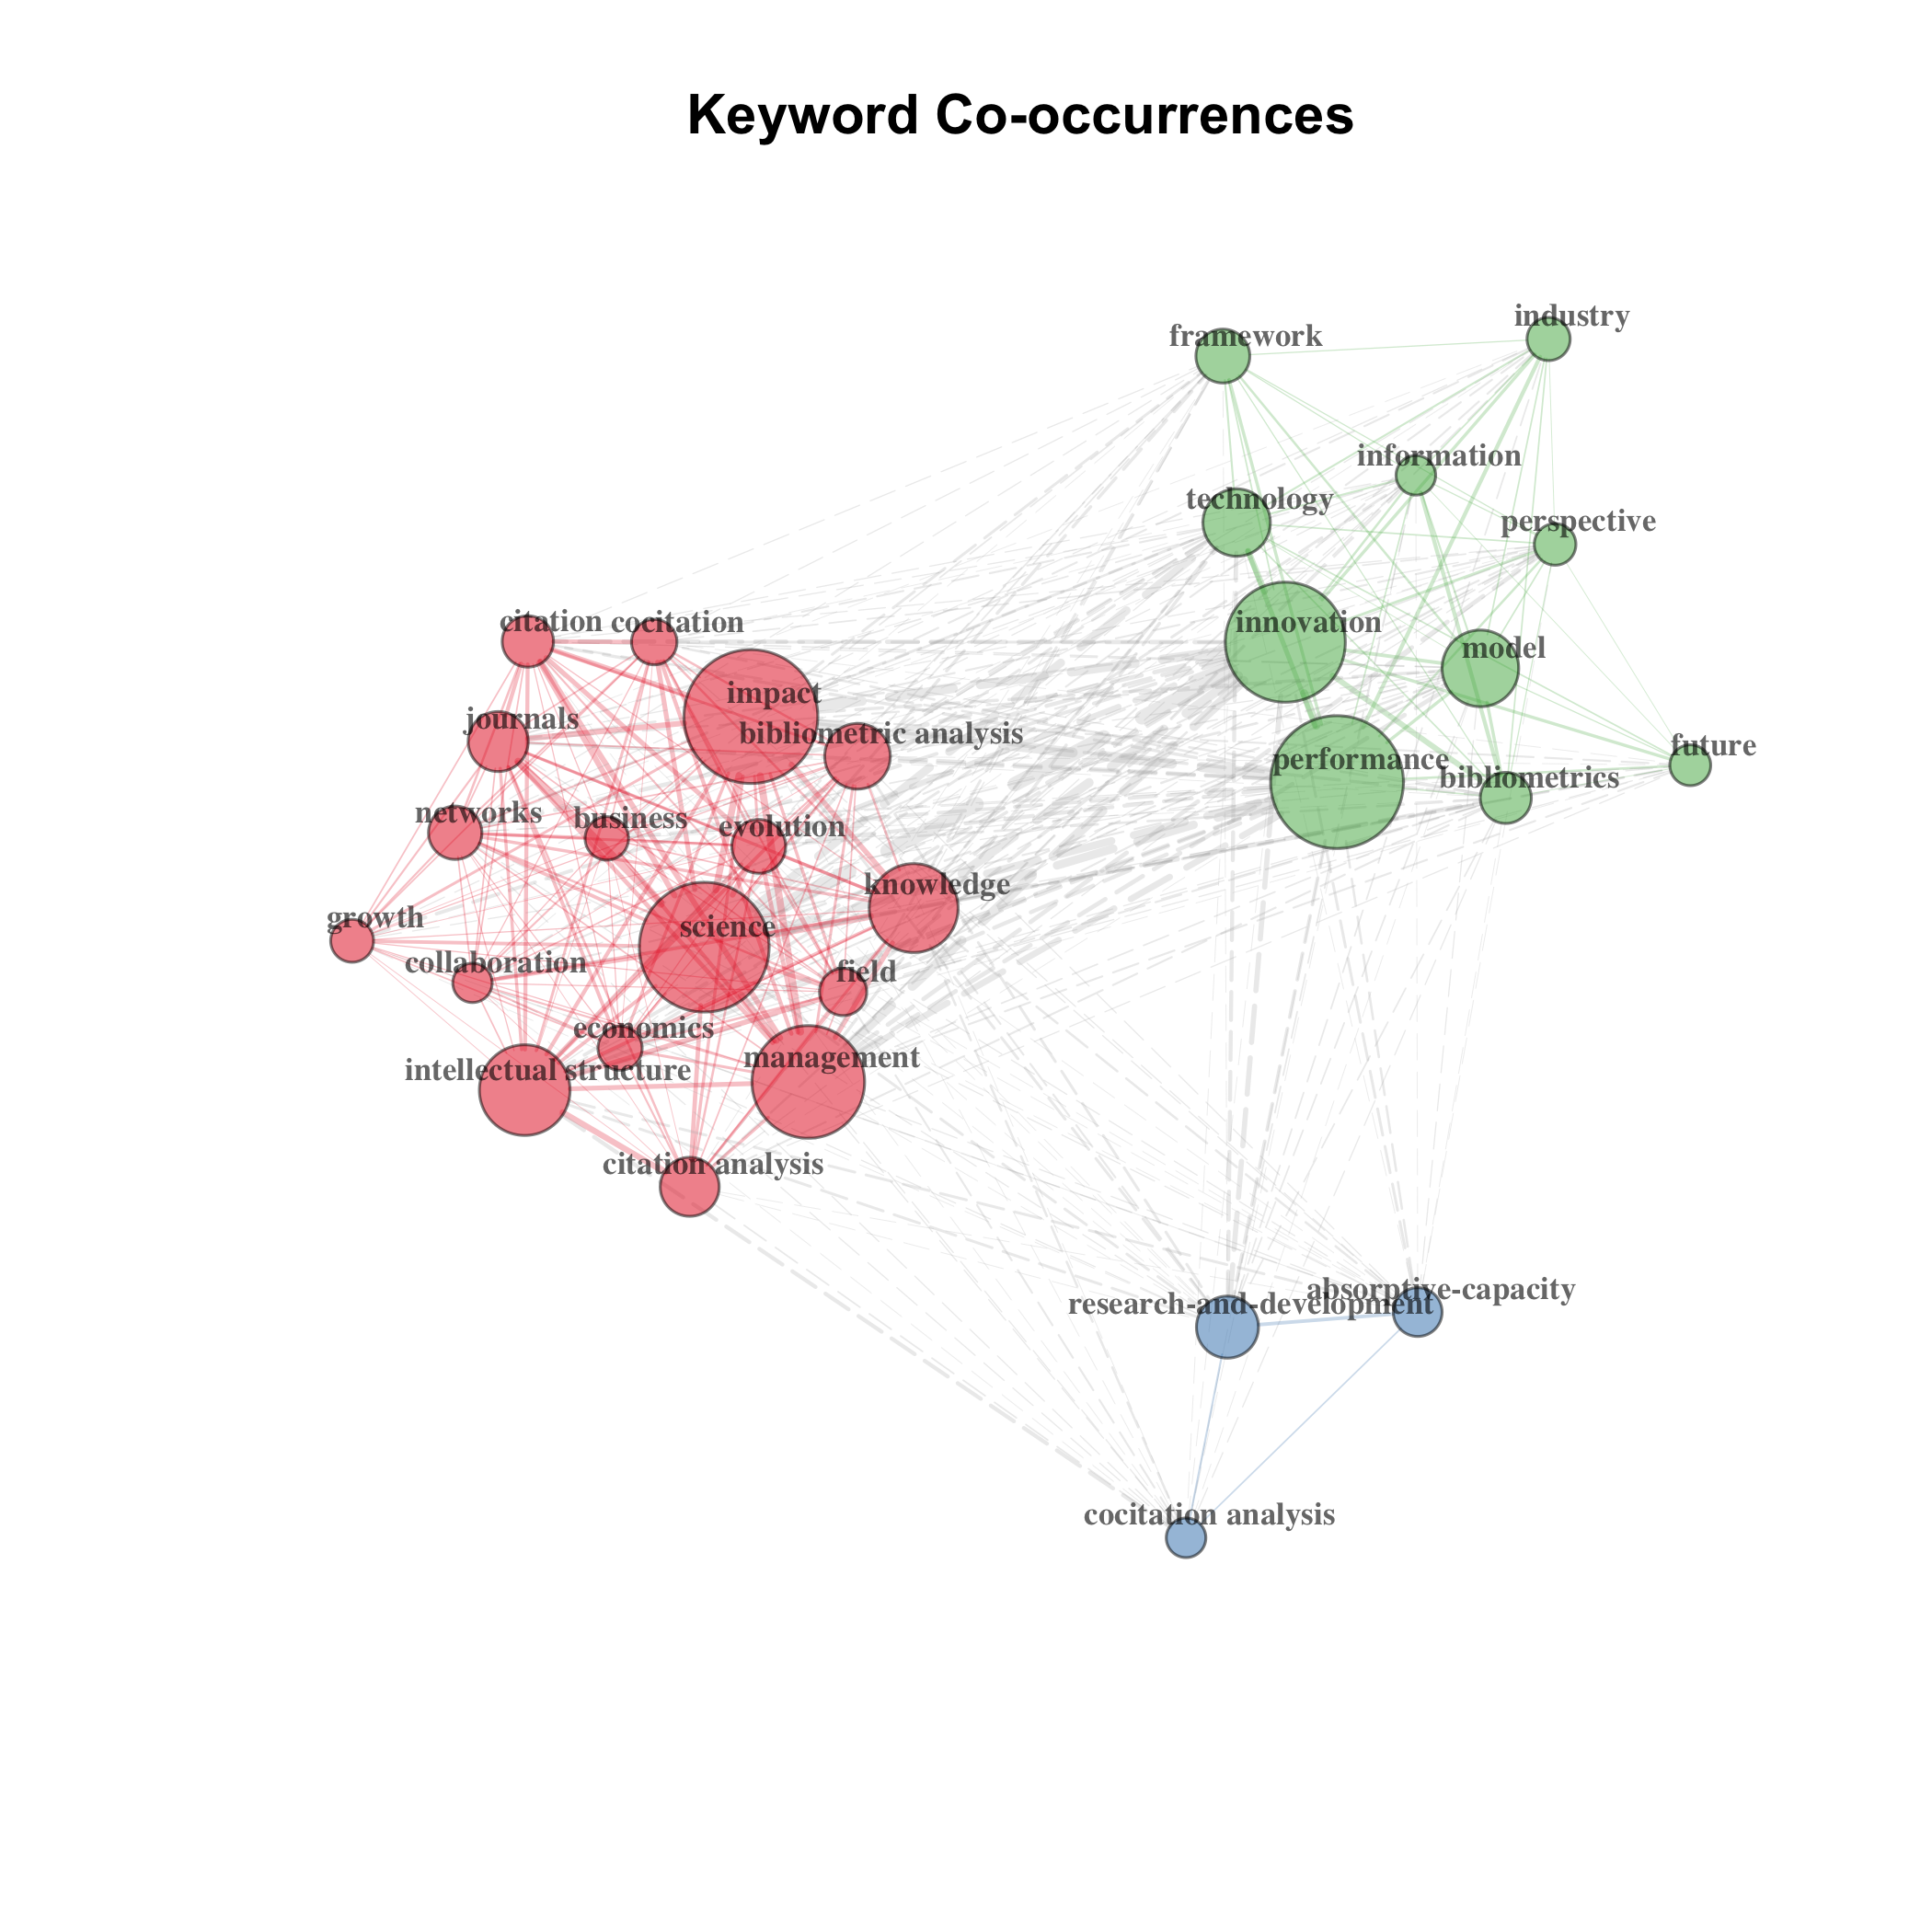 Keyword Co-occurrences
industry
framework
information
technology
perspective
citation
cocitation
innovation
model
impact
journals
bibliometric analysis
future
performance
bibliometrics
networks
business
evolution
knowledge
growth
science
collaboration
field
economics
management
intellectual structure
citation analysis
absorptive-capacity
research-and-development
cocitation analysis